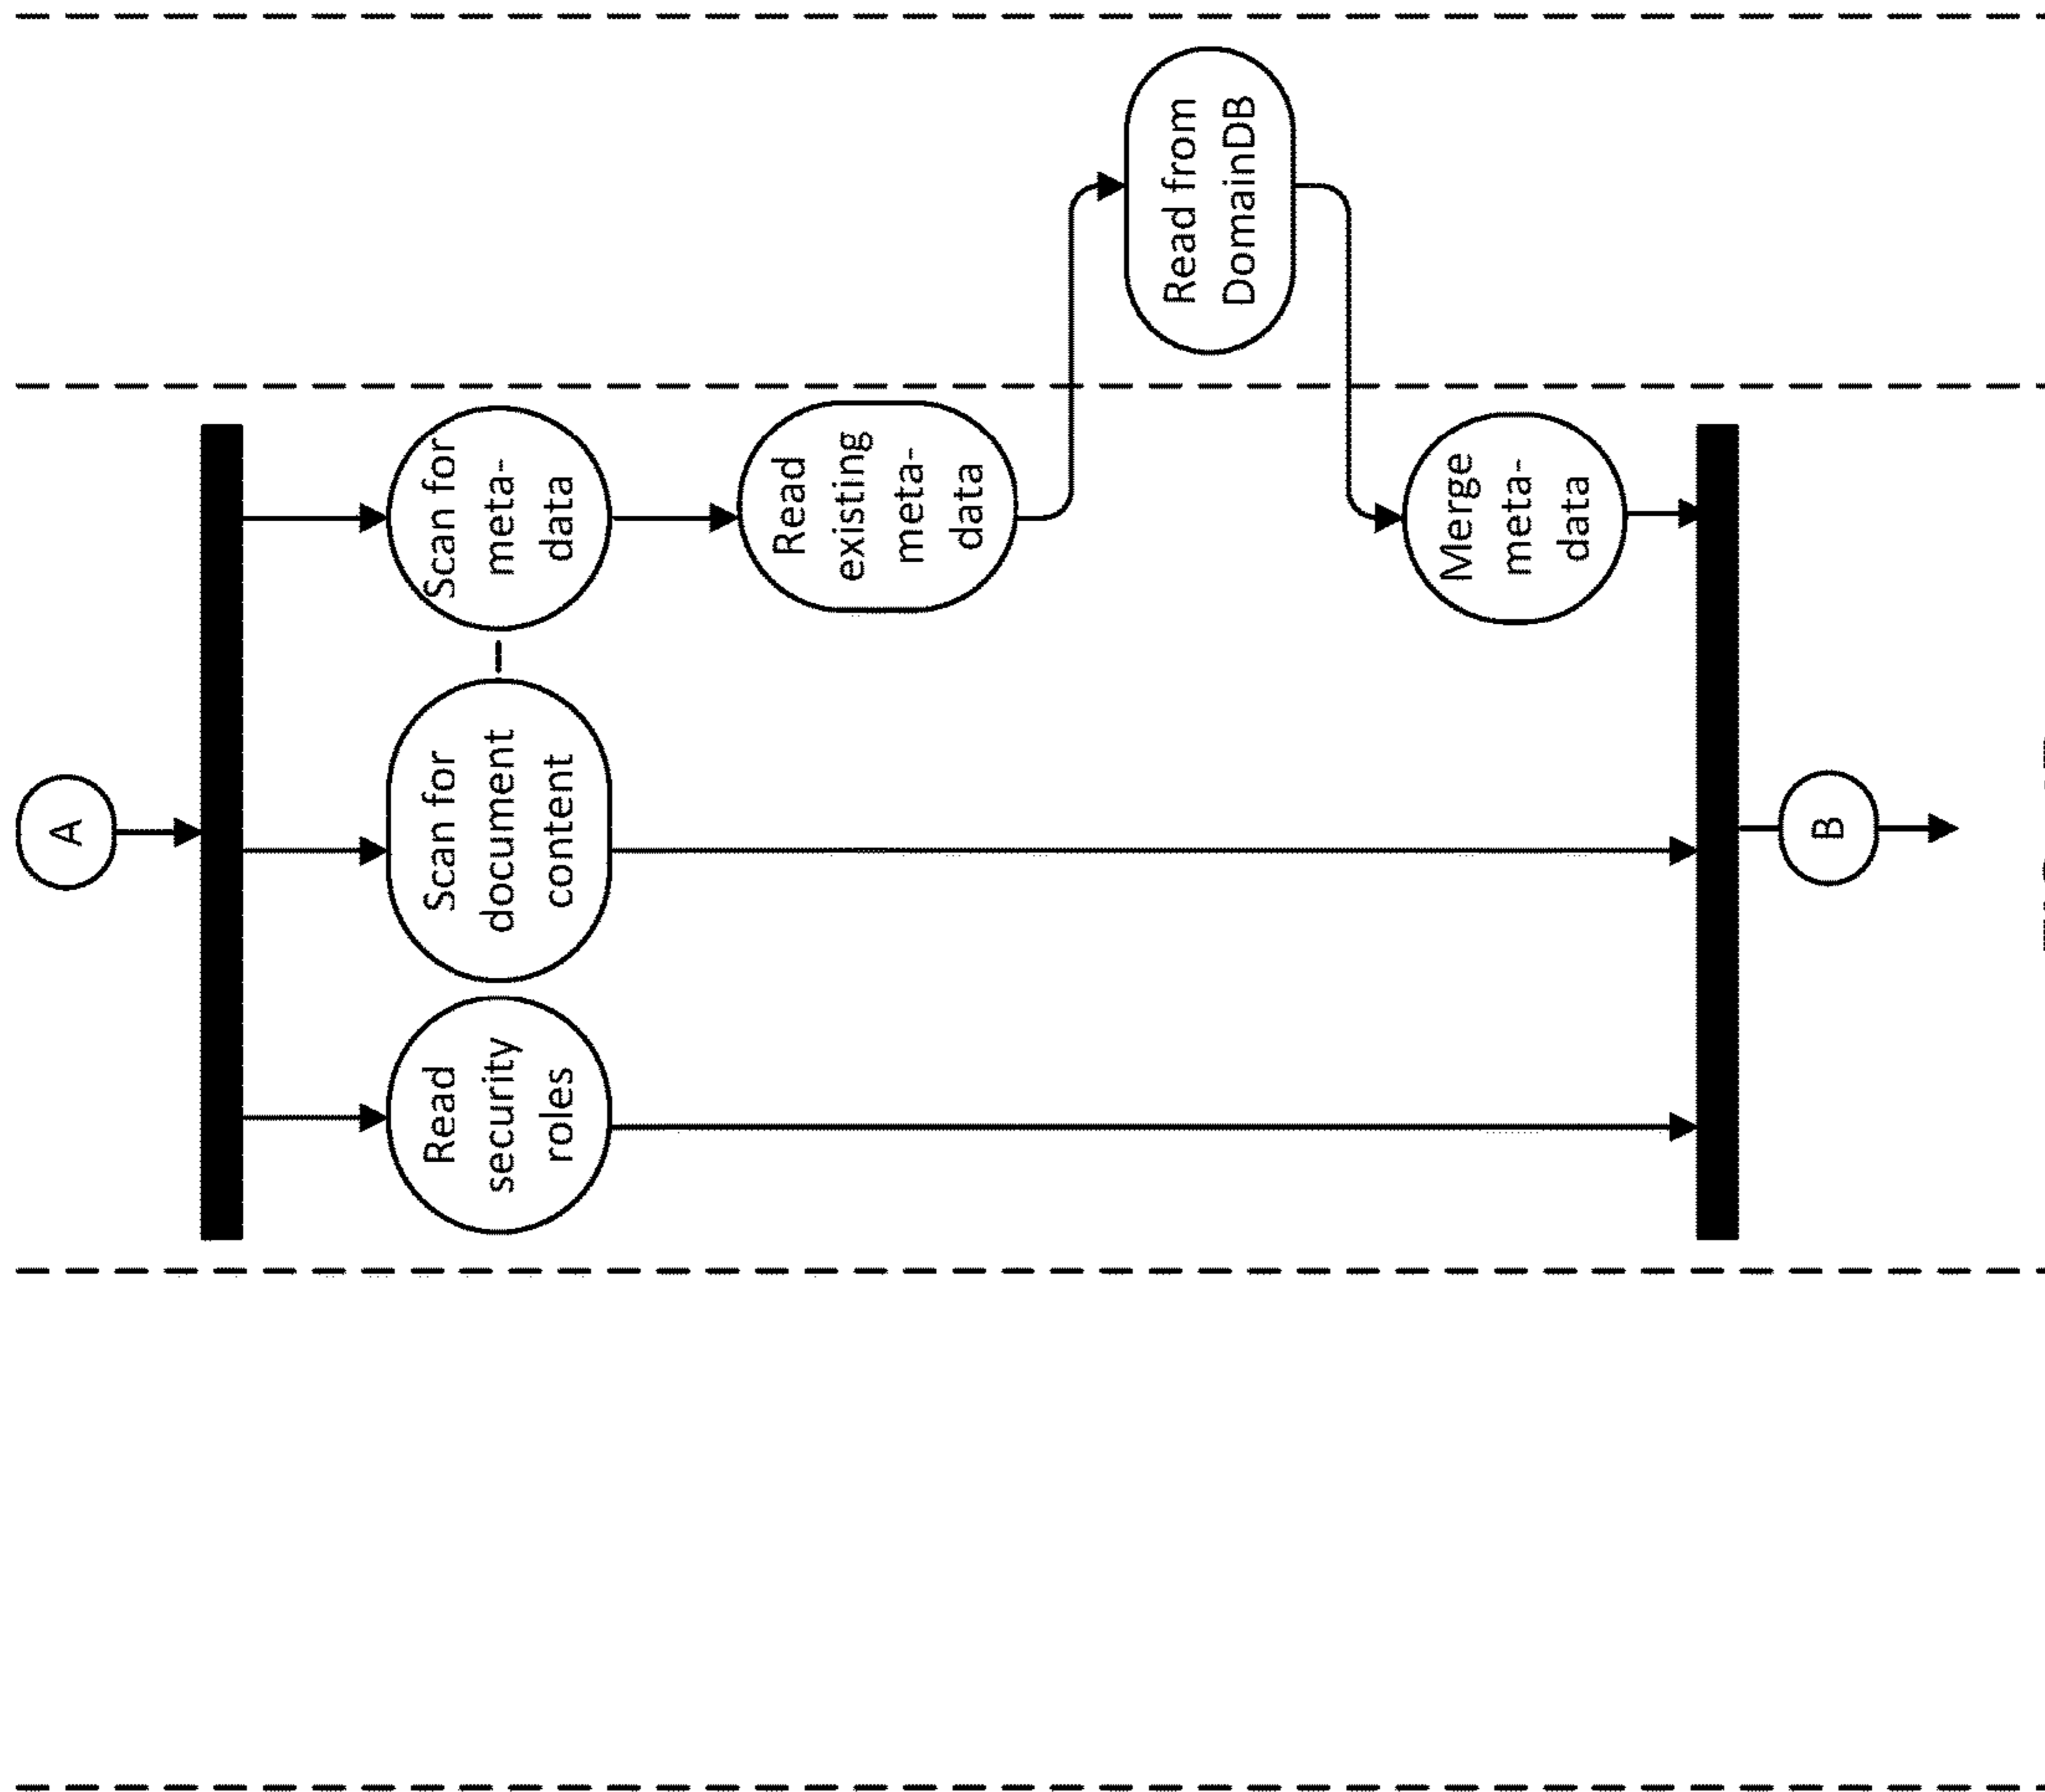 A
Read
security
roles
Scan for
document
content
Scan for
meta-
data
Read
existing
meta-
data
Read from
DomainDB
Merge
meta-
data
B